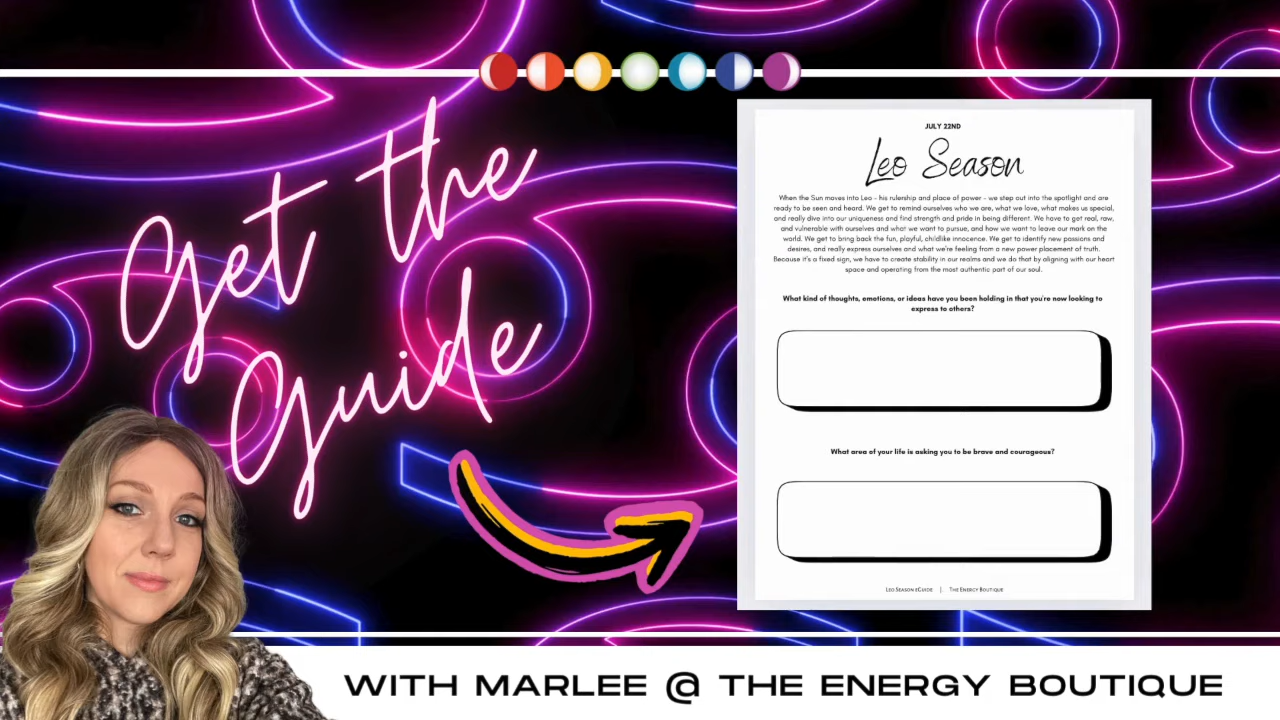 Get the
Guide
JULY 22ND
Leo Season
When the Sun moves into Leo - his rulership and place of power - we step out into the spotlight and are
ready to be seen and heard. We get to remind ourselves who we are, what we love, what makes us special,
and really dive into our uniqueness and find strength and pride in being different. We have to get real, raw,
and vulnerable with ourselves and what we want to pursue, and how we want to leave our mark on the
world. We get to bring back the fun, playful, childlike innocence. We get to identify new passions and
desires, and really express ourselves and what we're feeling from a new power placement of truth.
Because it's a fixed sign, we have to create stability in our realms and we do that by aligning with our heart
space and operating from the most authentic part of our soul.
What kind of thoughts, emotions, or ideas have you been holding in that you're now looking to
express to others?
What area of your life is asking you to be brave and courageous?
LEO SEASON EGUIDE | THE ENERGY BOUTIQUE
WITH MARLEE @ THE ENERGY BOUTIQUE